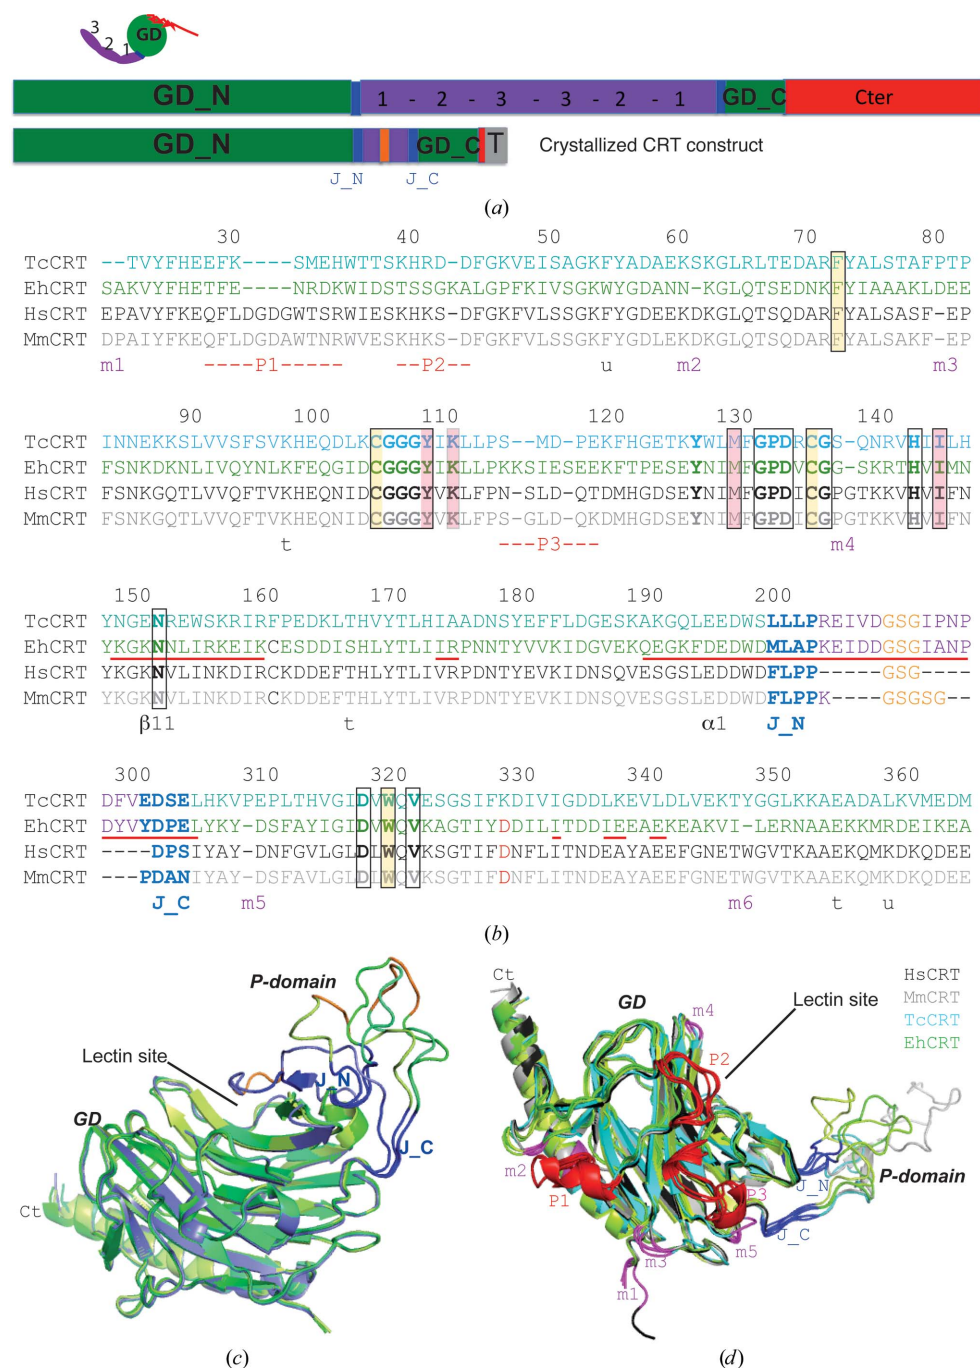 3
2
1
GD
GD_N
1 - 2 - 3 - 3 - 2 - 1
GD_C
Cter
GD_N
GD_C
T
Crystallized CRT construct
J_N
J_C
(a)
30 40 50 60 70 80
TcCRT --TVYFHEEFK----SMEHWTTSKHRD-DFGKVEISAGKFYADAEKSKGLRLTEDARFYALSTAFPTP
EhCRT SAKVYFHETFE----NRDKWIDSTSSGKALGPFKIVSGKWYGDANN-KGLQTSEDNKFYIAAAKLDEE
HsCRT EPAVYFKEQFLDGDGWTSRWIESKHKS-DFGKFVLSSGKFYGDEEKDKGLQTSQDARFYALSASF-EP
MmCRT DPAIYFKEQFLDGDAWTNRWVESKHKS-DFGKFVLSSGKFYGDLEKDKGLQTSQDARFYALSAKF-EP
m1 ----P1---- --P2-- u m2 m3
90 100 110 120 130 140
TcCRT INNEKKSLVVSFSVKHEQDLKCGGGYIKLLPS--MD-PEKFHGETKYWLMFGPDRCGS-QNRVHIILH
EhCRT FSNKDKNLIVQYNLKFEQGIDCGGGYIKLLPKKSIESEEKFTPESEYNIMFGPDVCGG-SKRTHVIMN
HsCRT FSNKGQTLVVQFTVKHEQNIDCGGGYVKLFPN-SLD-QTDMHGDSEYNIMFGPDICGPGTKKVHVIFN
MmCRT FSNKGQTLVVQFTVKHEQNIDCGGGYVKLFPS-GLD-QKDMHGDSEYNIMFGPDICGPGTKKVHVIFN
t ---P3--- m4
150 160 170 180 190 200
TcCRT YNGENREWSKRIRFPEDKLTHVYTLHIAADNSYEFFLDGESKAKGQLEEDWSLLLPREIVDDGSGIPNP
EhCRT YKGKNNLIRKEIKCESDDISHLYTLIIRPNNTYVVKIDGVEKQEGKFDEDWDMLAPKEIDDGSGIANP
HsCRT YKGKNVLINKDIRCKDDEFTHLYTLIVRPDNTYEVKIDNSQVESGSLEDDWDFLPP----GSG----
MmCRT YKGKNVLINKDIRCKDDEFTHLYTLIVRPDNTYEVKIDNSQVESGSLEDDWDFLPPK---GSGSG--
β11 t α1 J_N
300 310 320 330 340 350 360
TcCRT DFVEDSELHKVPEPLTHVGIDVWQVESGSIFKDIVIGDDLKEVLDLVEKTYGGLKKAEADALKVMEDM
EhCRT DYVYDPELYKY-DSFAYIGIDVWQVKAGTIYDDILITDDIEEAEKEAKVI-LERNAAEKKMRDEIKEA
HsCRT ----DPSIYAY-DNFGVLGLDLWQVKSGTIFDNFLITNDEAYAEEFGNETWGVTKAAEKQMKDKQDEE
MmCRT ---PDANIYAY-DSFAVLGLDLWQVKSGTIFDNFLITNDEAYAEEFGNETWGVTKAAEKQMKDKQDEE
J_C m5 m6 t u
(b)
P-domain
Lectin site
J_N
GD
J_C
Ct
(c)
Ct
GD
m4
Lectin site
HsCRT
MmCRT
TcCRT
EhCRT
P2
m2
P1
P-domain
P3
J_N
m3
m5
J_C
m1
(d)